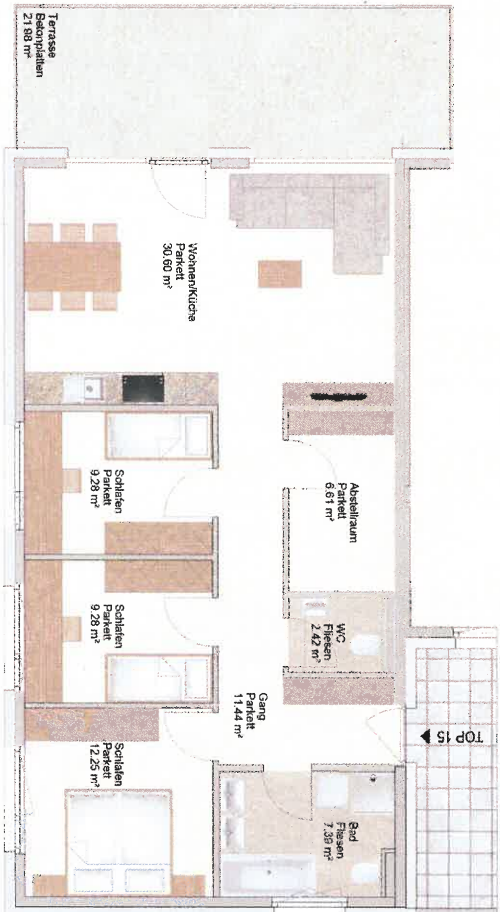 Terrasse
Betonplatten
21.98 m²
Wohnen/Küche
Parkett
30.60 m²
Abstellraum
Parkett
6.61 m²
Schlafen
Parkett
9.28 m²
WC
Fliesen
2.42 m²
Schlafen
Parkett
9.28 m²
Gang
Parkett
11.44 m²
TOP 15
Schlafen
Parkett
12.25 m²
Bad
Fliesen
7.39 m²